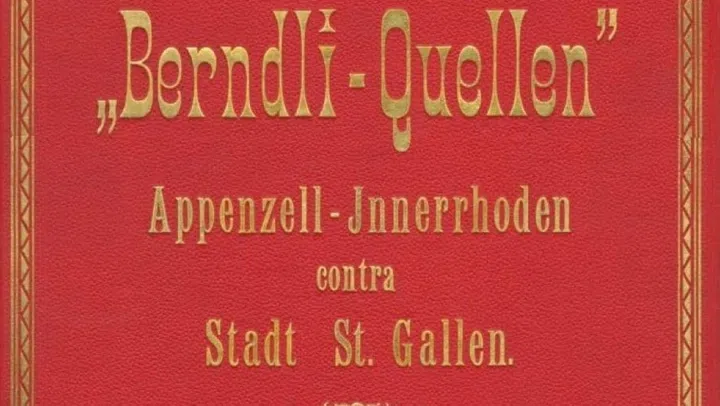 „Berndli-Quellen”
Appenzell-Jnnerrhoden
contra
Stadt St. Gallen.